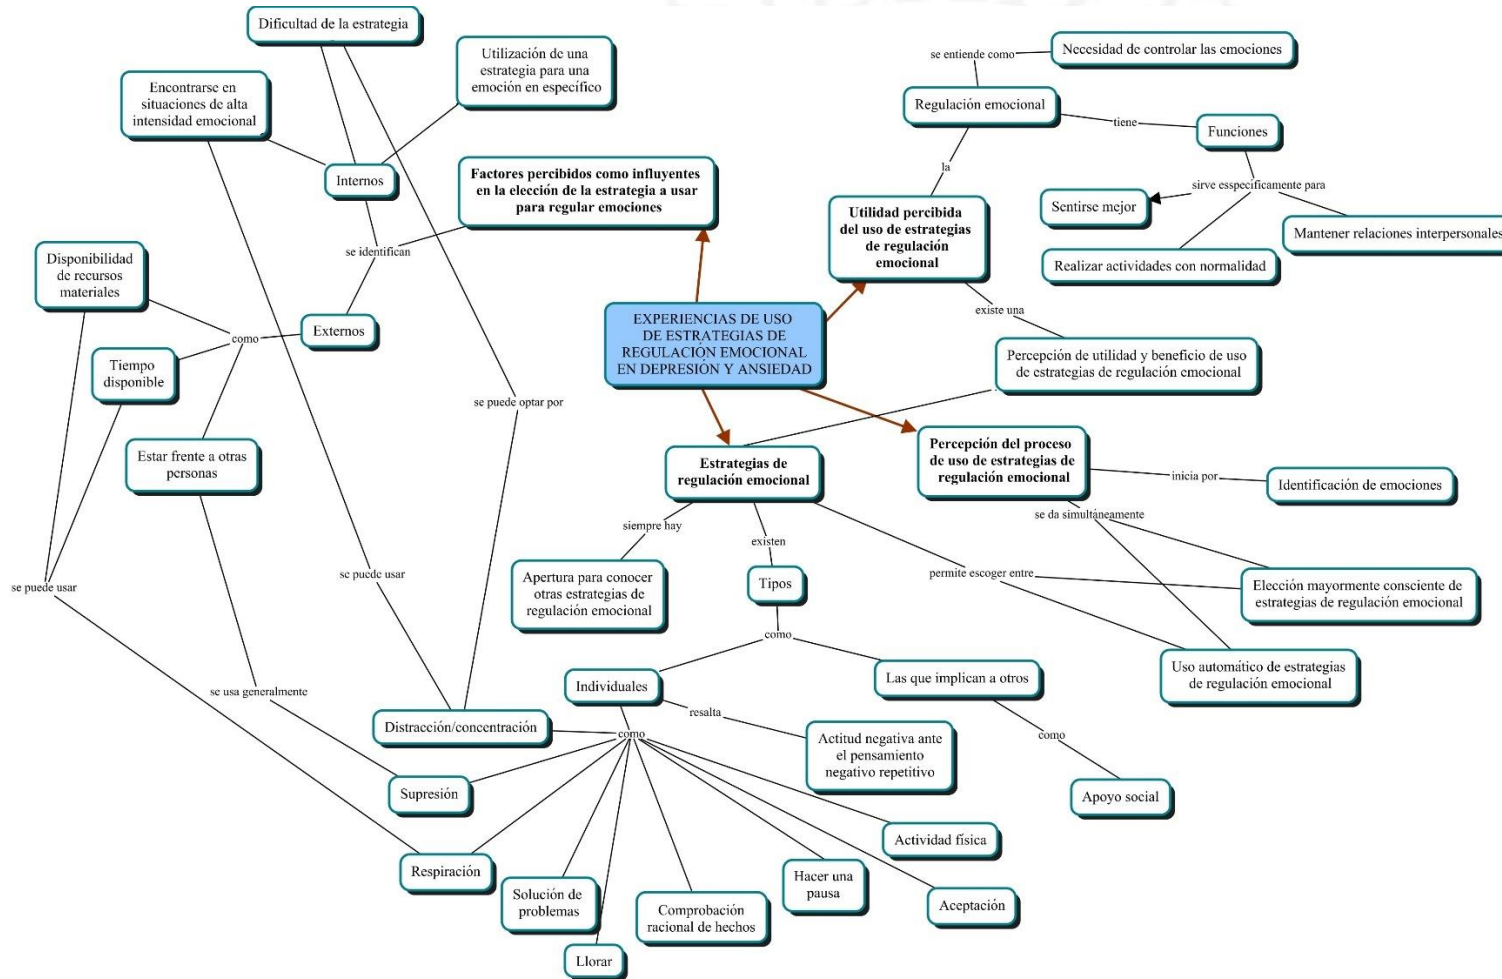 Dificultad de la estrategia
Utilización de una
estrategia para una
emoción en específico
Encontrarse en
situaciones de alta
intensidad emocional
Internos
Factores percibidos como influyentes
en la elección de la estrategia a usar
para regular emociones
se identifican
Disponibilidad
de recursos
materiales
como
Externos
Tiempo
disponible
Estar frente a otras
personas
se puede usar
se puede usar
se puede optar por
se usa generalmente
se entiende como
Necesidad de controlar las emociones
Regulación emocional
tiene
Funciones
la
sirve esspecificamente para
Sentirse mejor
Mantener relaciones interpersonales
Realizar actividades con normalidad
Utilidad percibida
del uso de estrategias
de regulación
emocional
existe una
EXPERIENCIAS DE USO
DE ESTRATEGIAS DE
REGULACIÓN EMOCIONAL
EN DEPRESIÓN Y ANSIEDAD
Percepción de utilidad y beneficio de uso
de estrategias de regulación emocional
Estrategias de
regulación emocional
Percepción del proceso
de uso de estrategias de
regulación emocional
inicia por
Identificación de emociones
se da simultáneamente
siempre hay
existen
permite escoger entre
Elección mayormente consciente de
estrategias de regulación emocional
Apertura para conocer
otras estrategias de
regulación emocional
Tipos
como
Uso automático de estrategias
de regulación emocional
Individuales
Las que implican a otros
resalta
Distracción/concentración
como
Actitud negativa ante
el pensamiento
negativo repetitivo
como
Apoyo social
Supresión
Respiración
Solución de
problemas
Llorar
Comprobación
racional de hechos
Hacer una
pausa
Actividad física
Aceptación